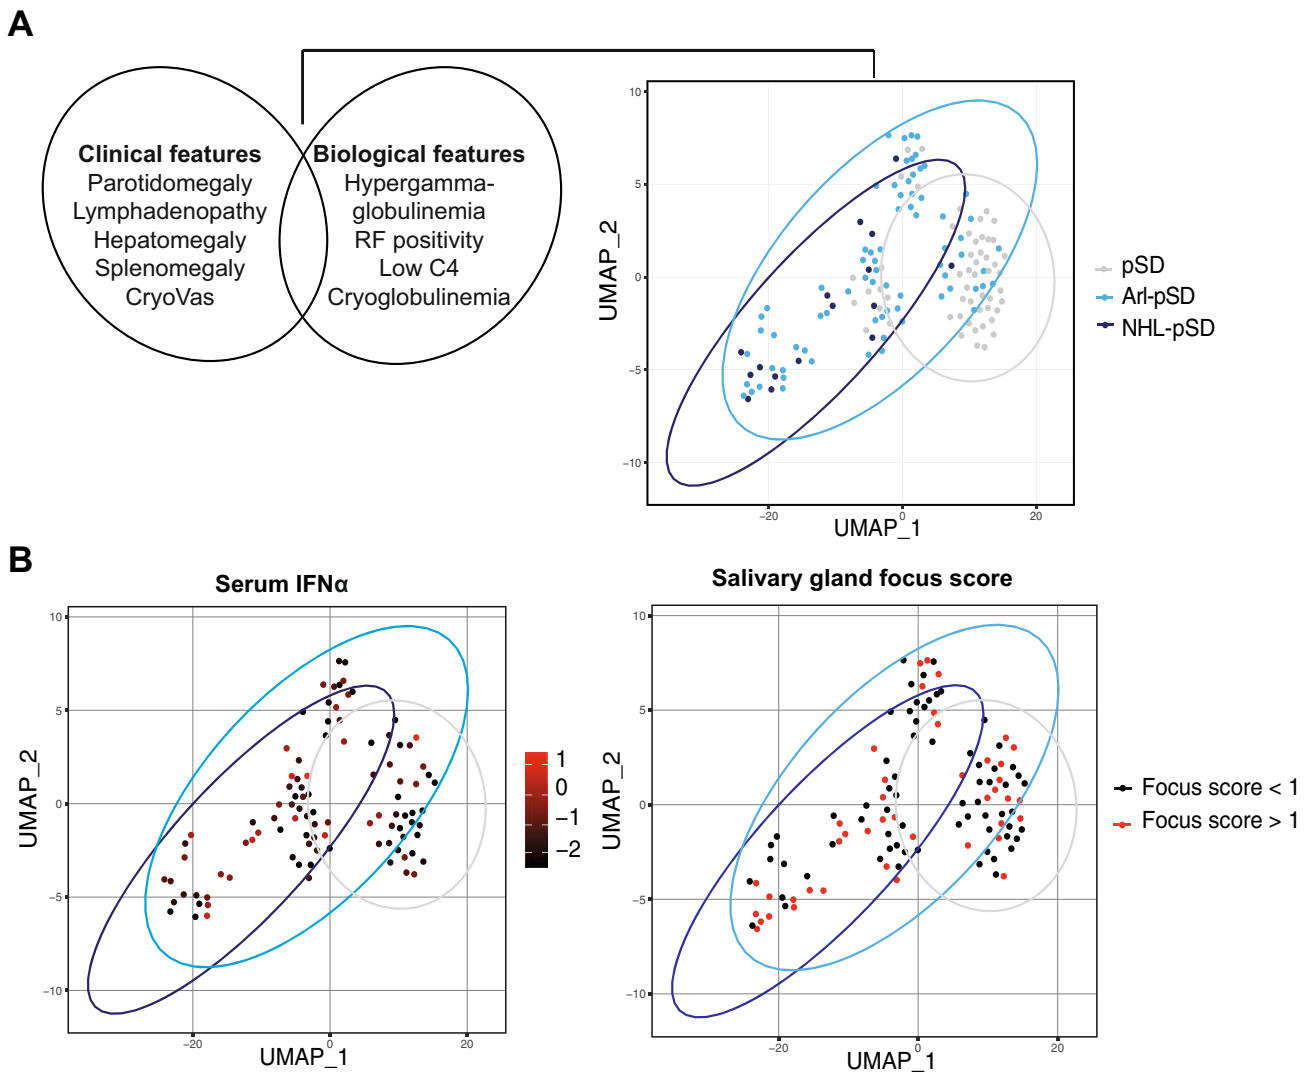 A
Clinical features
Parotidomegaly
Lymphadenopathy
Hepatomegaly
Splenomegaly
CryoVas
Biological features
Hypergamma-
globulinemia
RF positivity
Low C4
Cryoglobulinemia
10
5
0
−5
−10
UMAP_2
−20
0
20
UMAP_1
pSD
Arl-pSD
NHL-pSD
B
Serum IFNα
10
5
0
−5
−10
UMAP_2
−20
0
20
UMAP_1
1
0
−1
−2
Salivary gland focus score
10
5
0
−5
−10
UMAP_2
−20
0
20
UMAP_1
Focus score < 1
Focus score > 1